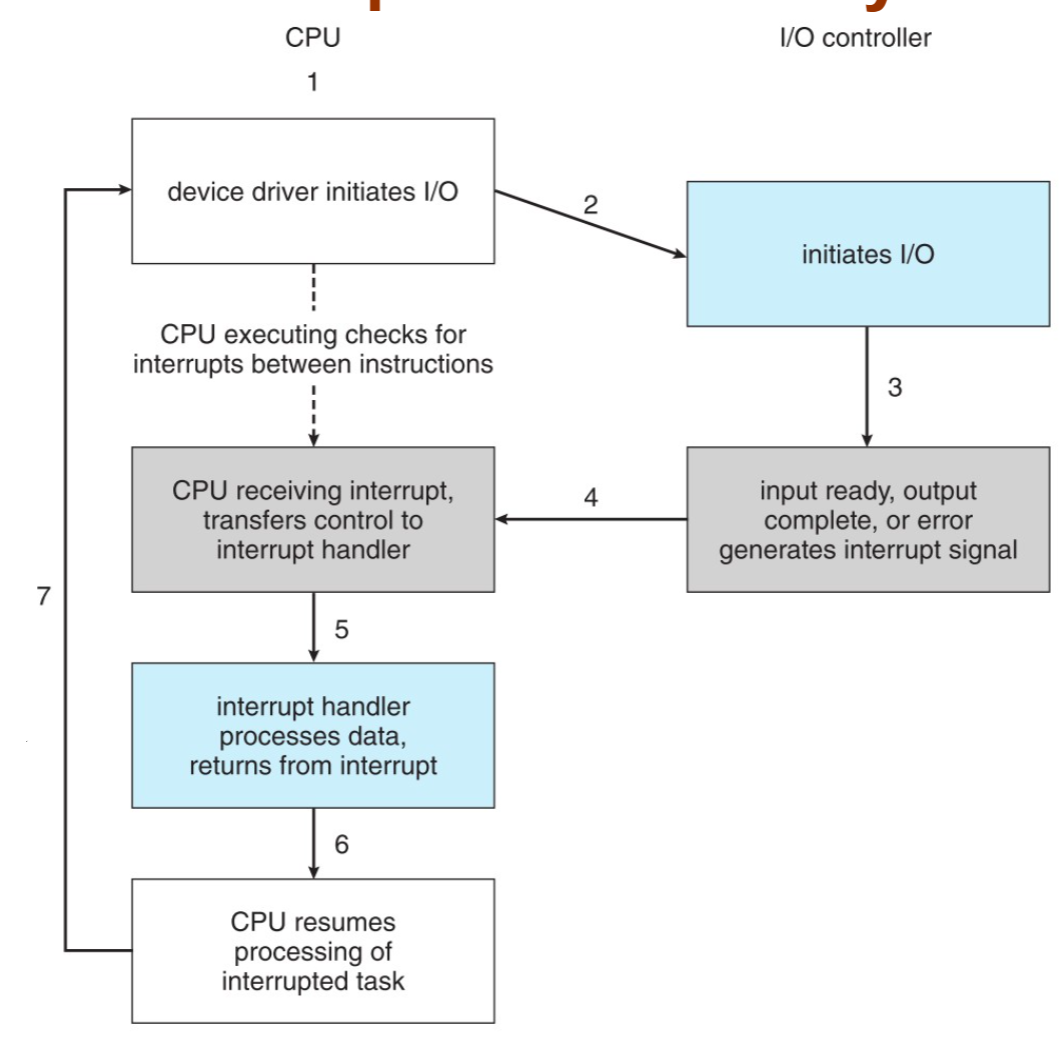 CPU
I/O controller
1
device driver initiates I/O
2
initiates I/O
CPU executing checks for
interrupts between instructions
3
CPU receiving interrupt,
transfers control to
interrupt handler
4
input ready, output
complete, or error
generates interrupt signal
7
5
interrupt handler
processes data,
returns from interrupt
6
CPU resumes
processing of
interrupted task